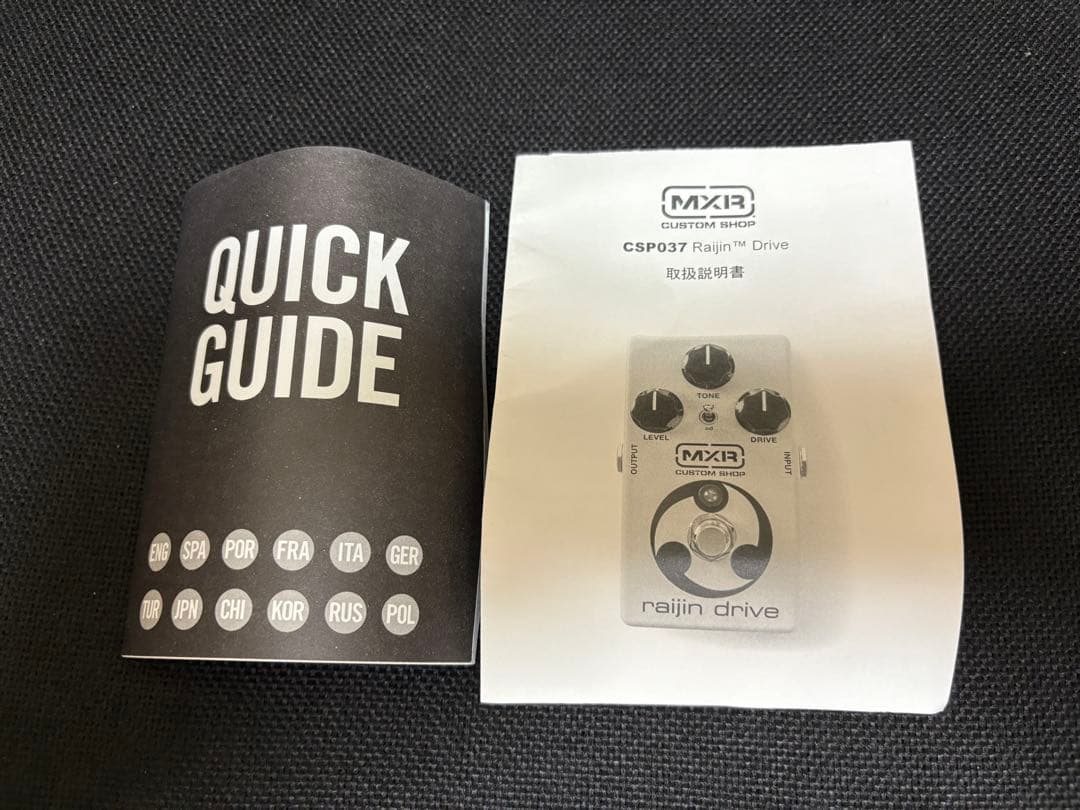 QUICK
GUIDE
ENG SPA POR FRA ITA GER
TUR JPN CHI KOR RUS POL
MXR
CUSTOM SHOP
CSP037 Raijin™ Drive
取扱説明書
TONE
LEVEL
DRIVE
OUTPUT
INPUT
MXR
CUSTOM SHOP
raijin drive